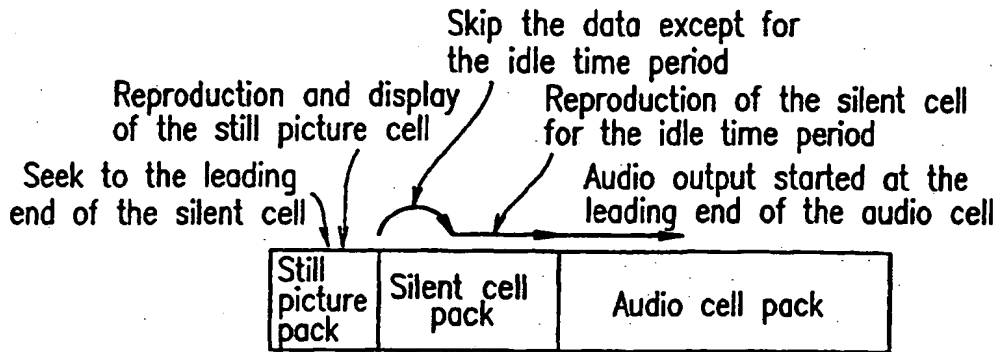 Skip the data except for
the idle time period
Reproduction and display
of the still picture cell
Reproduction of the silent cell
for the idle time period
Seek to the leading
end of the silent cell
Audio output started at the
leading end of the audio cell
Still
picture
pack
Silent cell
pack
Audio cell pack